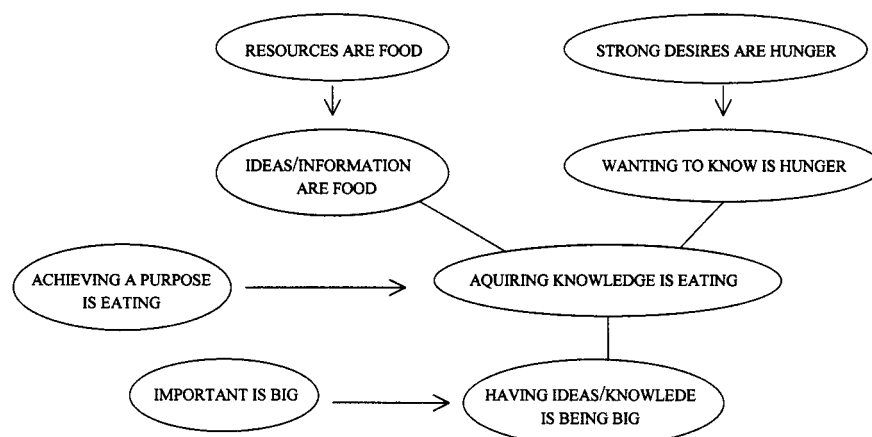 RESOURCES ARE FOOD
STRONG DESIRES ARE HUNGER
IDEAS/INFORMATION
ARE FOOD
WANTING TO KNOW IS HUNGER
ACHIEVING A PURPOSE
IS EATING
AQUIRING KNOWLEDGE IS EATING
IMPORTANT IS BIG
HAVING IDEAS/KNOWLEDE
IS BEING BIG